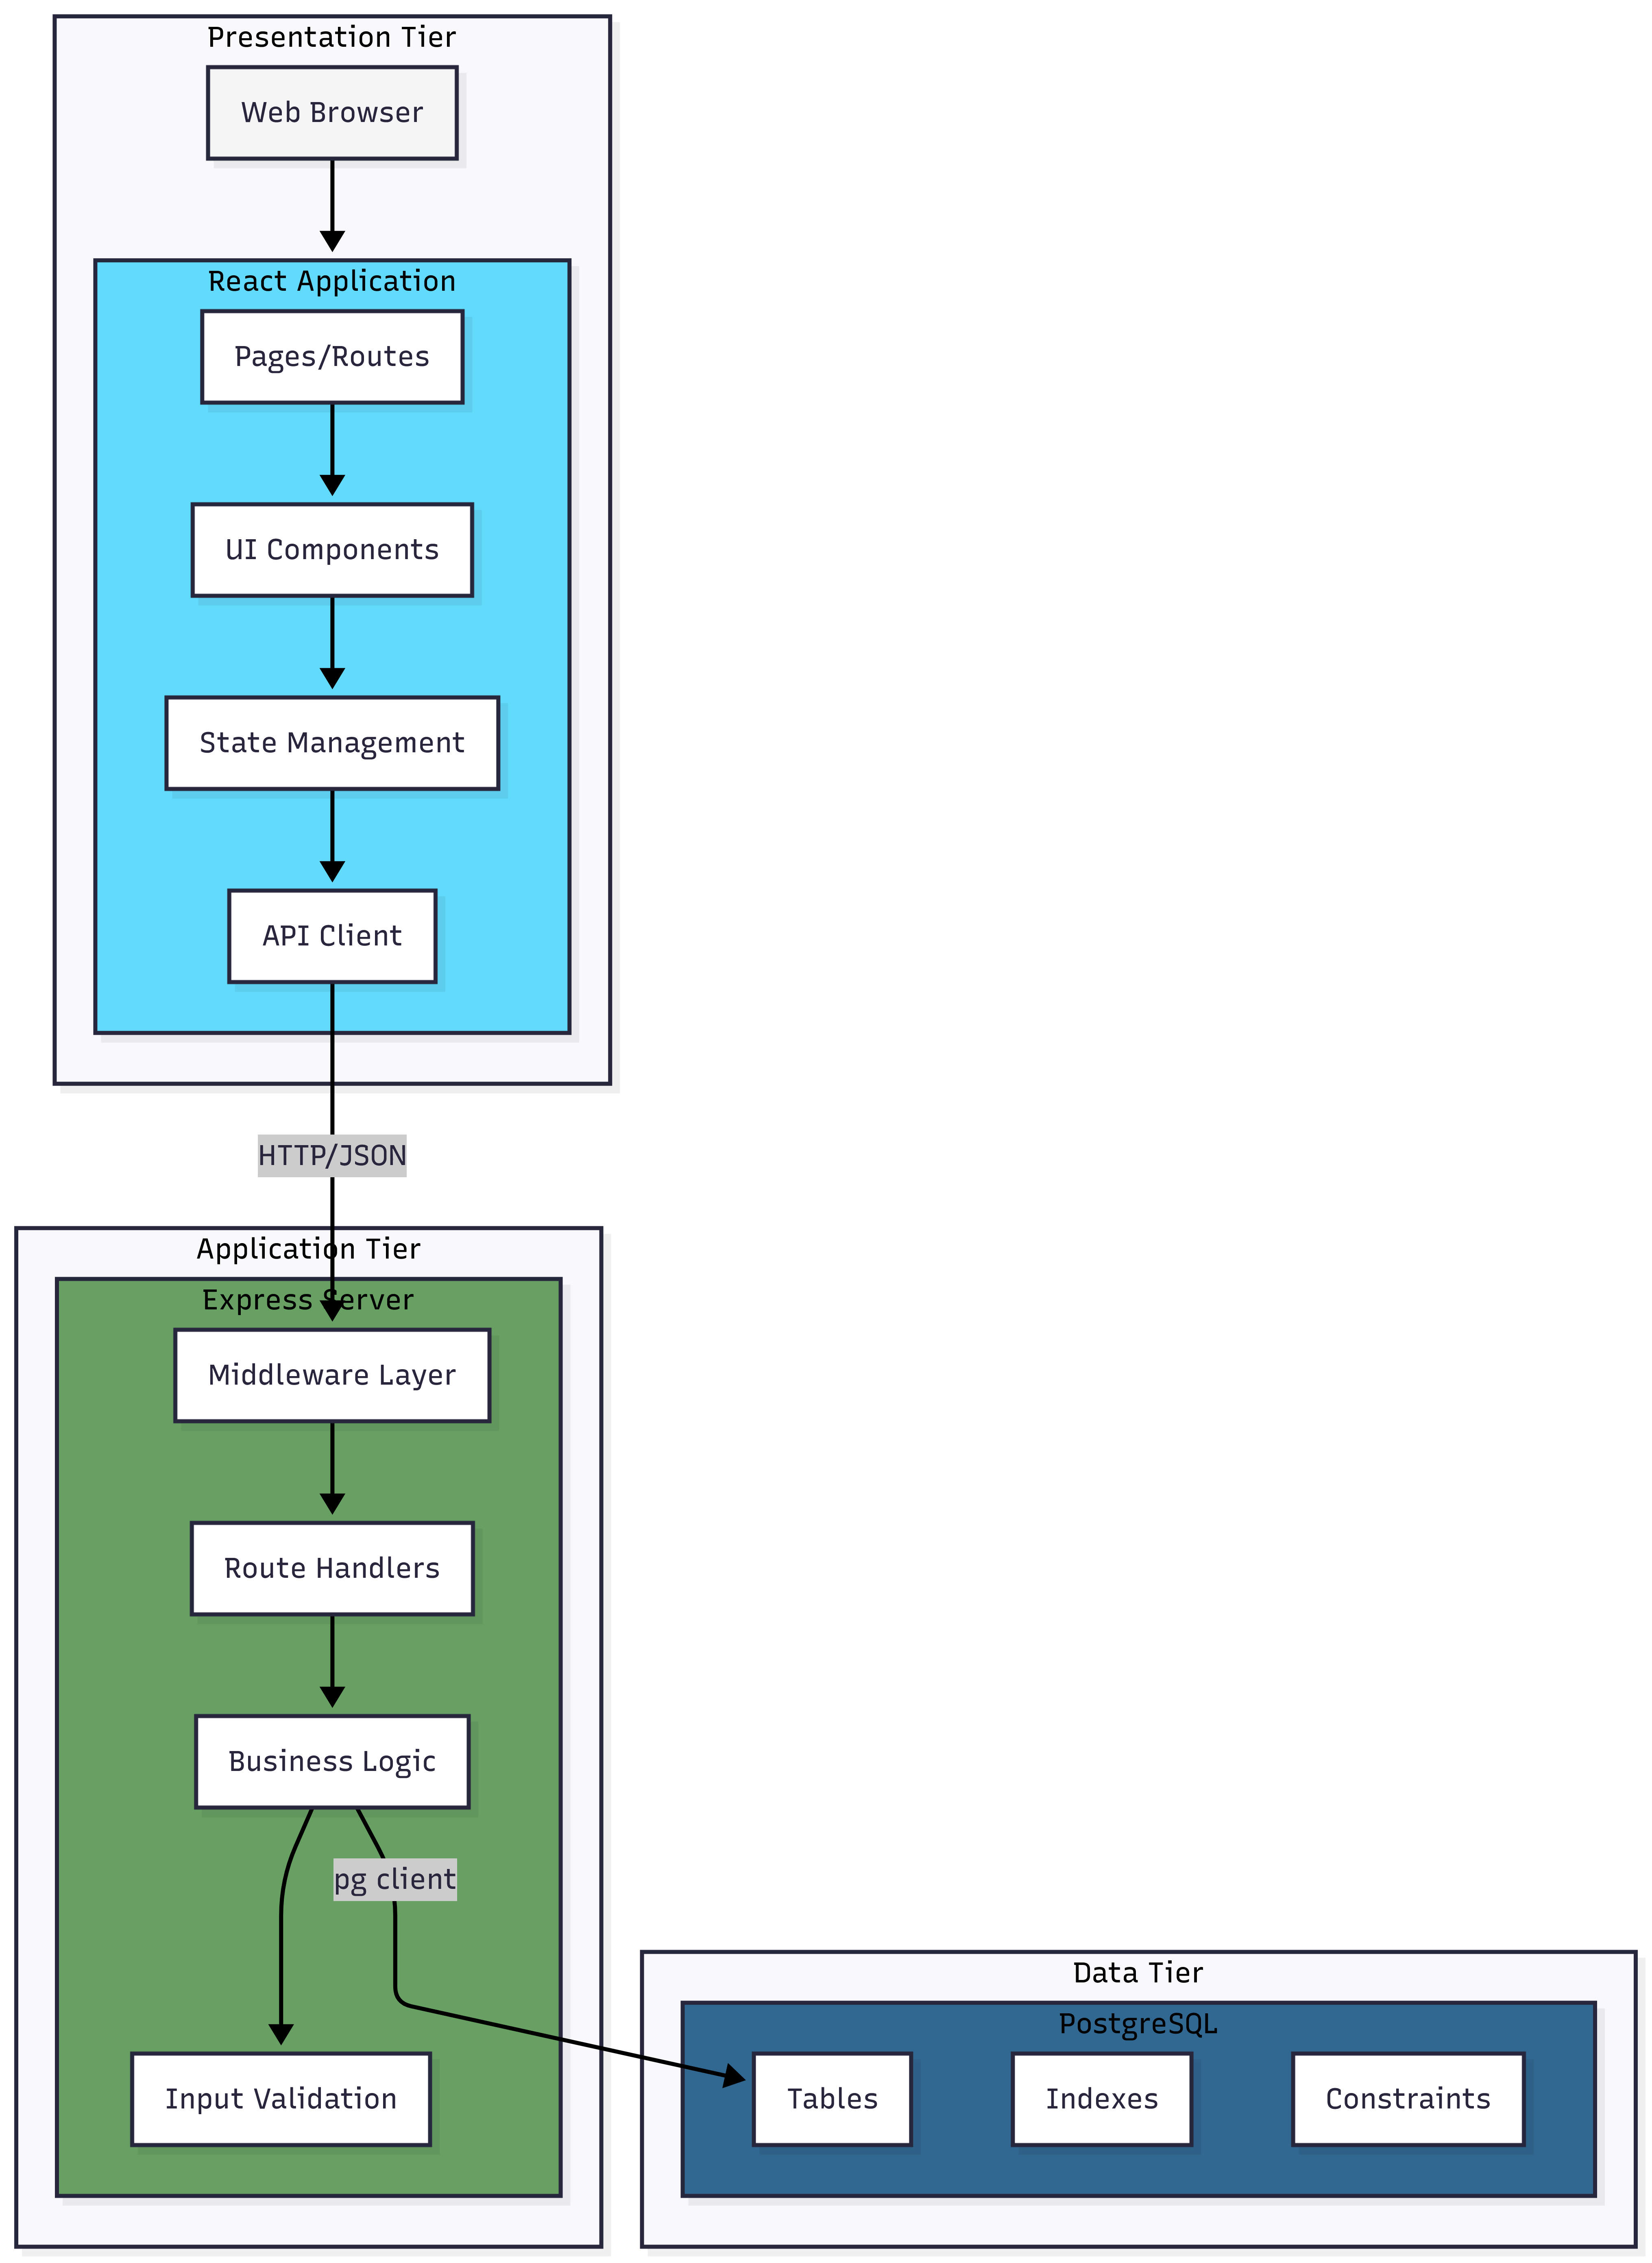 Presentation Tier
Web Browser
React Application
Pages/Routes
UI Components
State Management
API Client
HTTP/JSON
Application Tier
Express Server
Middleware Layer
Route Handlers
Business Logic
pg client
Input Validation
Data Tier
PostgreSQL
Tables
Indexes
Constraints